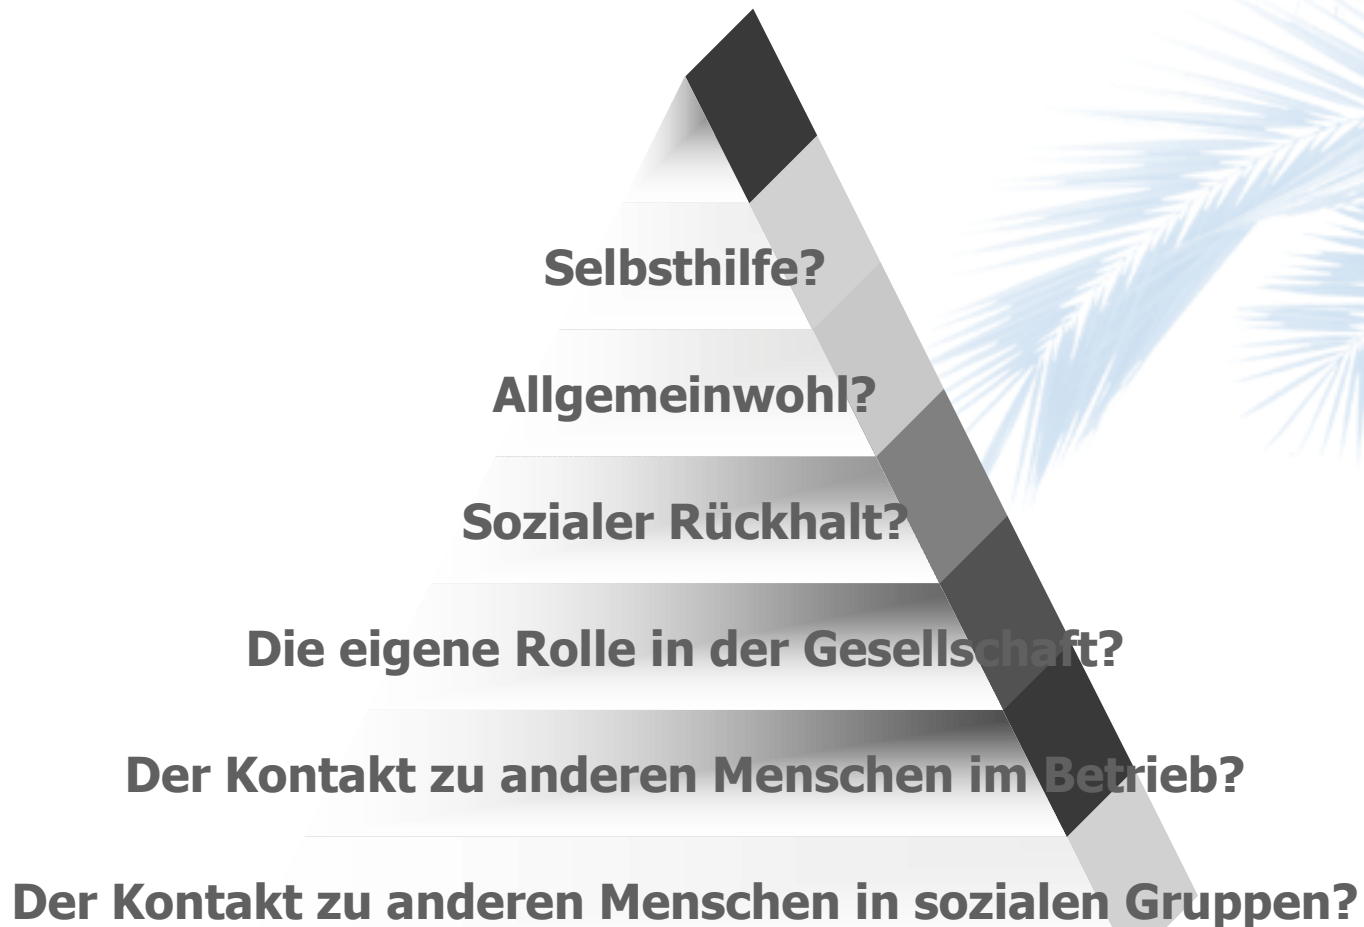 Selbsthilfe?
Allgemeinwohl?
Sozialer Rückhalt?
Die eigene Rolle in der Gesellschaft?
Der Kontakt zu anderen Menschen im Betrieb?
Der Kontakt zu anderen Menschen in sozialen Gruppen?